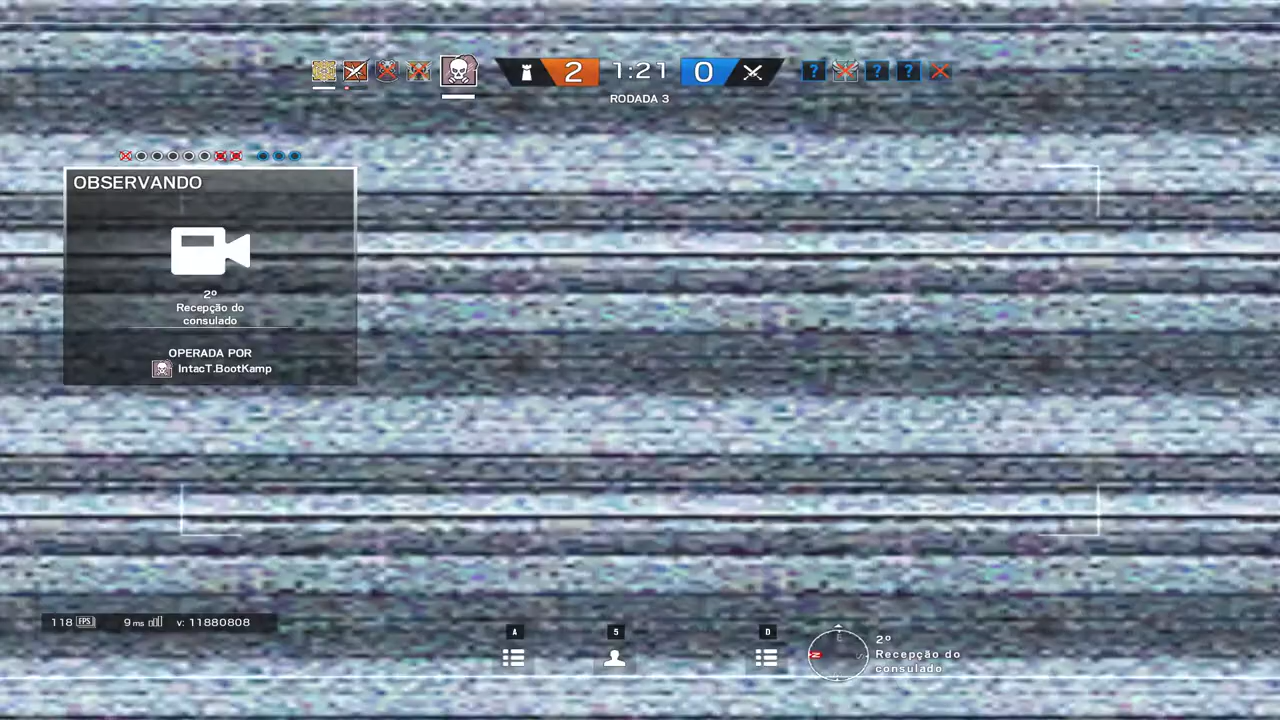 2 1:21 0
RODADA 3
? ? ? ?
OBSERVANDO
2º
Recepção do
consulado
OPERADA POR
IntacT.BootKamp
118 FPS 9 ms v: 11880808
A 5 D
N E S
2º
Recepção do
consulado